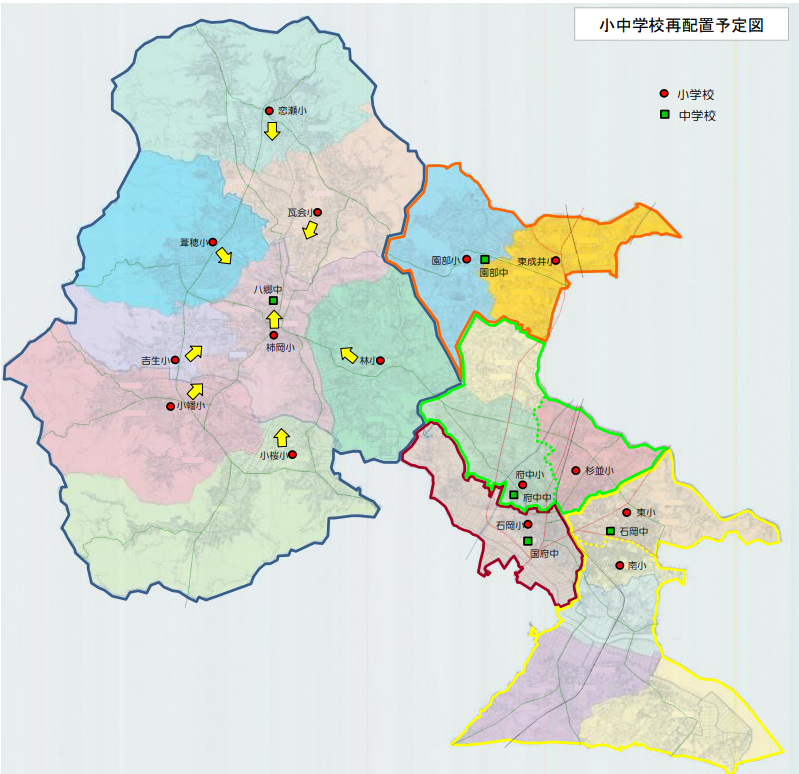 小中学校再配置予定図
小学校
中学校
恋瀬小
瓦会小
葦穂小
園部小
園部中
東成井小
八郷中
柿岡小
吉生小
林小
小幡小
小桜小
府中小
杉並小
府中中
石岡小
東小
石岡中
国府中
南小